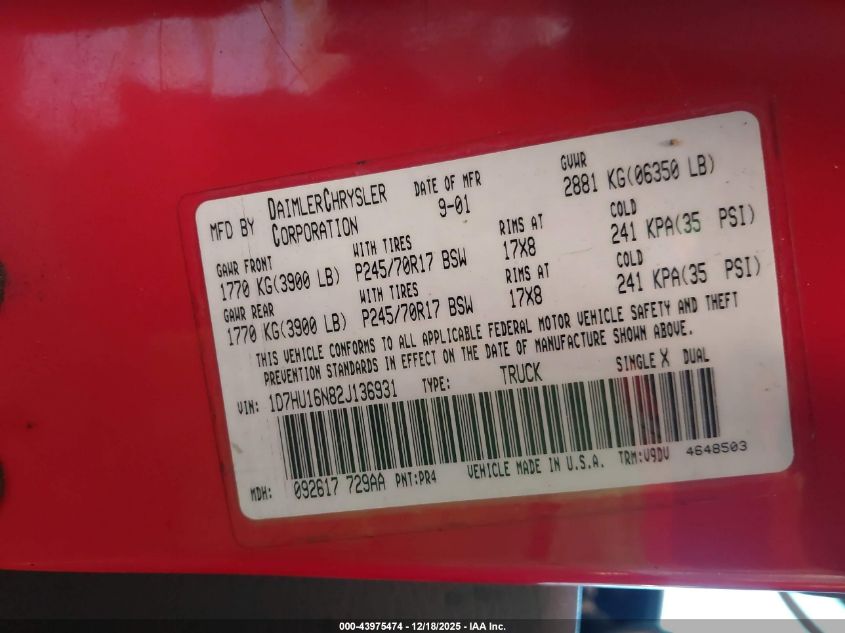 MFD BY DAIMLERCHRYSLER CORPORATION DATE OF MFR 9-01 GVWR 2881 KG(06350 LB)
GAWR FRONT WITH TIRES RIMS AT COLD
1770 KG(3900 LB) P245/70R17 BSW 17X8 241 KPA(35 PSI)
GAWR REAR WITH TIRES RIMS AT COLD
1770 KG(3900 LB) P245/70R17 BSW 17X8 241 KPA(35 PSI)
THIS VEHICLE CONFORMS TO ALL APPLICABLE FEDERAL MOTOR VEHICLE SAFETY AND THEFT
PREVENTION STANDARDS IN EFFECT ON THE DATE OF MANUFACTURE SHOWN ABOVE.
VIN: 1D7HU16N82J136931 TYPE: TRUCK SINGLE X DUAL
MDH: 092617 729AA PNT:PR4 VEHICLE MADE IN U.S.A. TRM:V9DV 4648503
000-43975474 - 12/18/2025 - IAA Inc.